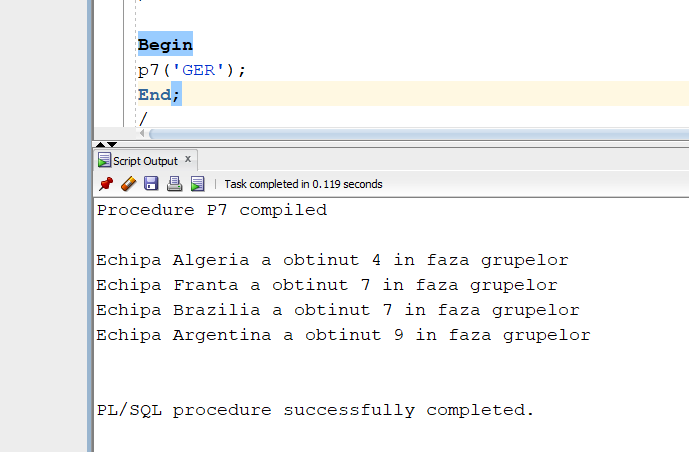 /
Begin
p7('GER');
End;
/
Script Output x
Task completed in 0.119 seconds
Procedure P7 compiled
Echipa Algeria a obtinut 4 in faza grupelor
Echipa Franta a obtinut 7 in faza grupelor
Echipa Brazilia a obtinut 7 in faza grupelor
Echipa Argentina a obtinut 9 in faza grupelor
PL/SQL procedure successfully completed.